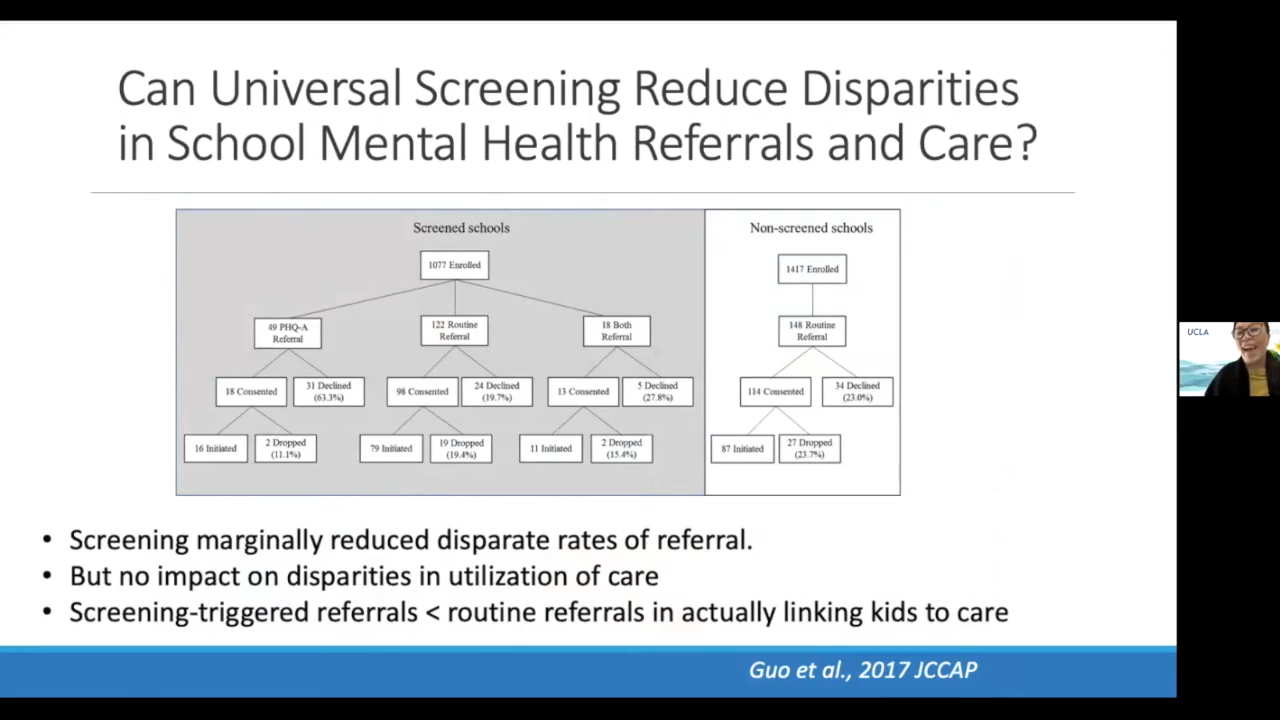 Can Universal Screening Reduce Disparities
in School Mental Health Referrals and Care?
Screened schools
1077 Enrolled
49 PHQ-A
Referral
122 Routine
Referral
18 Both
Referral
18 Consented
31 Declined
(63.3%)
98 Consented
24 Declined
(19.7%)
13 Consented
5 Declined
(27.8%)
16 Initiated
2 Dropped
(11.1%)
79 Initiated
19 Dropped
(19.4%)
11 Initiated
2 Dropped
(15.4%)
Non-screened schools
1417 Enrolled
148 Routine
Referral
114 Consented
34 Declined
(23.0%)
87 Initiated
27 Dropped
(23.7%)
• Screening marginally reduced disparate rates of referral.
• But no impact on disparities in utilization of care
• Screening-triggered referrals < routine referrals in actually linking kids to care
Guo et al., 2017 JCCAP
UCLA